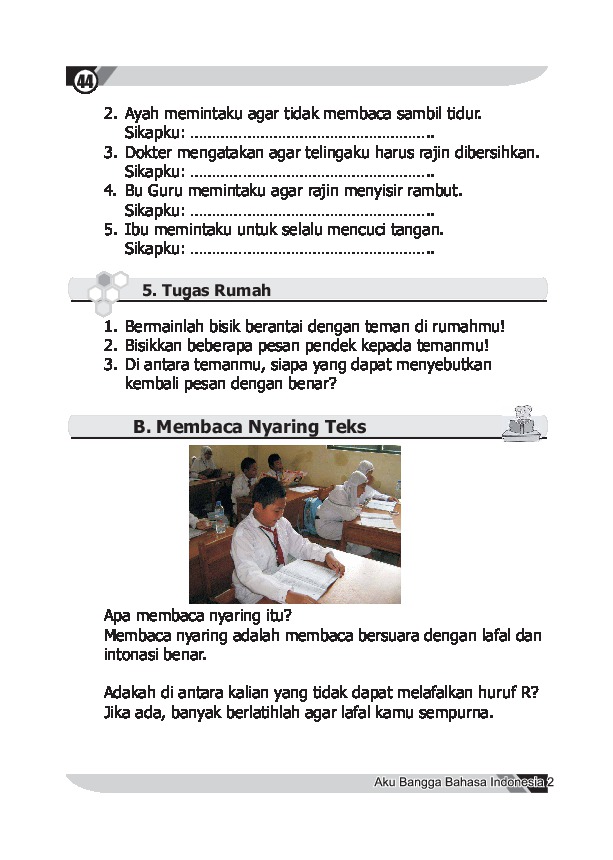 44
2. Ayah memintaku agar tidak membaca sambil tidur.
Sikapku: ........................................................
3. Dokter mengatakan agar telingaku harus rajin dibersihkan.
Sikapku: ........................................................
4. Bu Guru memintaku agar rajin menyisir rambut.
Sikapku: ........................................................
5. Ibu memintaku untuk selalu mencuci tangan.
Sikapku: ........................................................
5. Tugas Rumah
1. Bermainlah bisik berantai dengan teman di rumahmu!
2. Bisikkan beberapa pesan pendek kepada temanmu!
3. Di antara temanmu, siapa yang dapat menyebutkan
kembali pesan dengan benar?
B. Membaca Nyaring Teks
Apa membaca nyaring itu?
Membaca nyaring adalah membaca bersuara dengan lafal dan
intonasi benar.
Adakah di antara kalian yang tidak dapat melafalkan huruf R?
Jika ada, banyak berlatihlah agar lafal kamu sempurna.
Aku Bangga Bahasa Indonesia 2